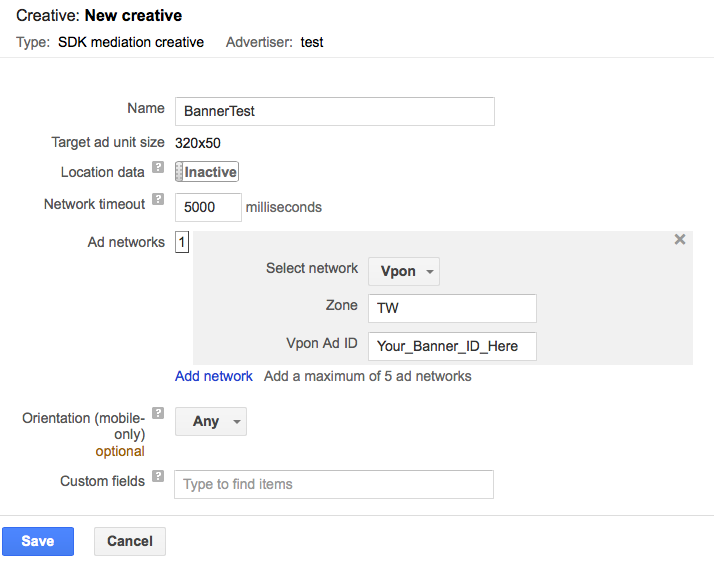 Creative: New creative
Type: SDK mediation creative Advertiser: test
Name BannerTest
Target ad unit size 320x50
Location data ? Inactive
Network timeout ? 5000 milliseconds
Ad networks 1
Select network Vpon
Zone TW
Vpon Ad ID Your_Banner_ID_Here
Add network Add a maximum of 5 ad networks
Orientation (mobile- ? Any
only)
optional
Custom fields ? Type to find items
Save Cancel